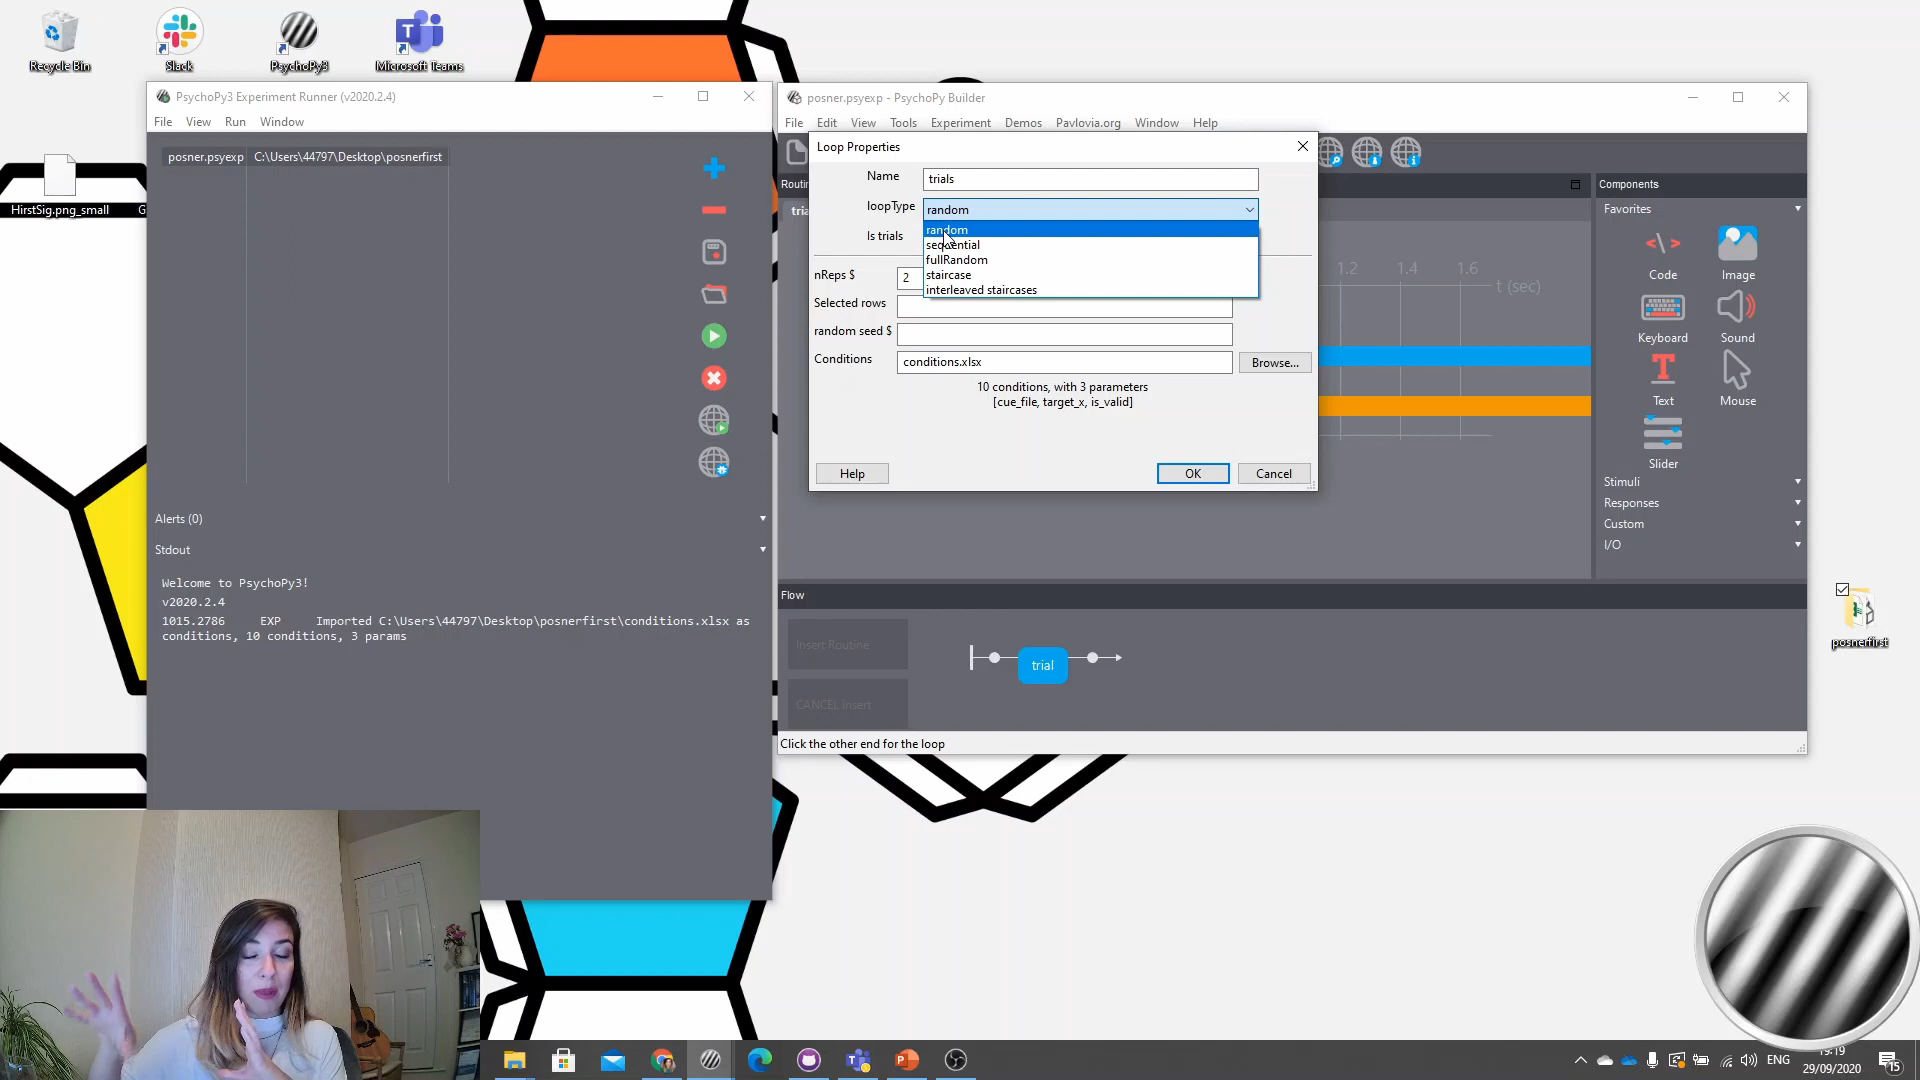 Recycle Bin
Slack
PsychoPy3
Microsoft Teams
HirstSig.png_small
G
PsychoPy3 Experiment Runner (v2020.2.4)
File View Run Window
posner.psyexp C:\Users\44797\Desktop\posnerfirst
Alerts (0)
Stdout
Welcome to PsychoPy3!
v2020.2.4
1015.2786 EXP Imported C:\Users\44797\Desktop\posnerfirst\conditions.xlsx as
conditions, 10 conditions, 3 params
posner.psyexp - PsychoPy Builder
File Edit View Tools Experiment Demos Pavlovia.org Window Help
Routin
tria
Loop Properties
Name trials
loopType random
random
sequential
fullRandom
staircase
interleaved staircases
Is trials
nReps $ 2
Selected rows
random seed $
Conditions conditions.xlsx Browse...
10 conditions, with 3 parameters
[cue_file, target_x, is_valid]
Help OK Cancel
1.2 1.4 1.6
t (sec)
Components
Favorites
Code Image
Keyboard Sound
Text Mouse
Slider
Stimuli
Responses
Custom
I/O
Flow
Insert Routine
CANCEL insert
trial
Click the other end for the loop
posnerfirst
ENG
19:19
29/09/2020
15